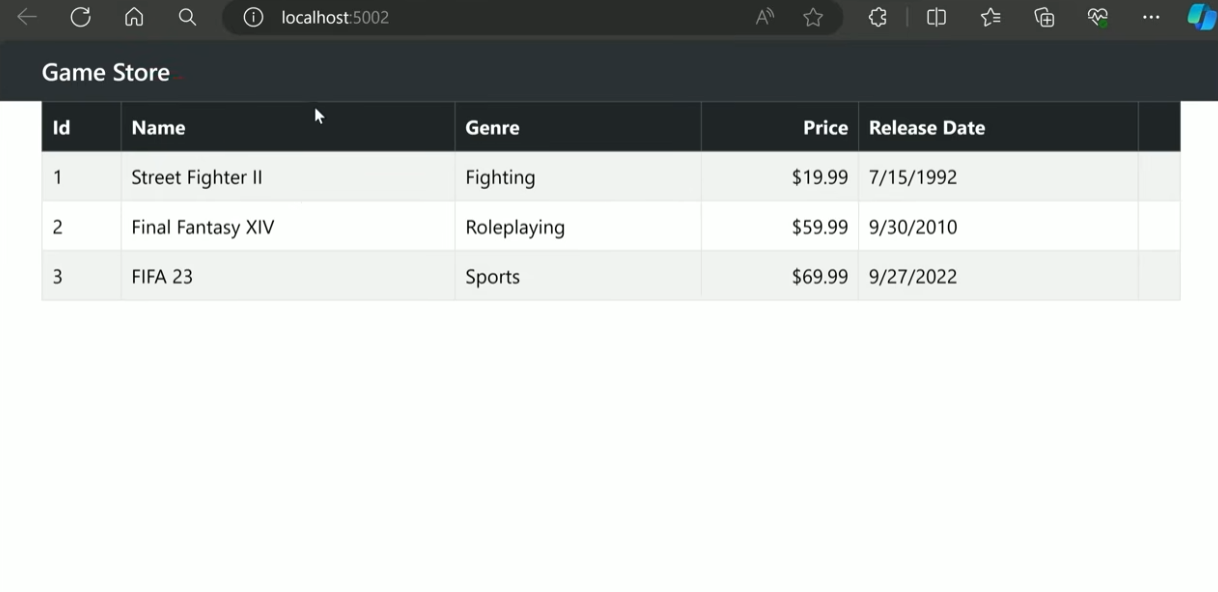 localhost:5002
Game Store
Id Name Genre Price Release Date
1 Street Fighter II Fighting $19.99 7/15/1992
2 Final Fantasy XIV Roleplaying $59.99 9/30/2010
3 FIFA 23 Sports $69.99 9/27/2022